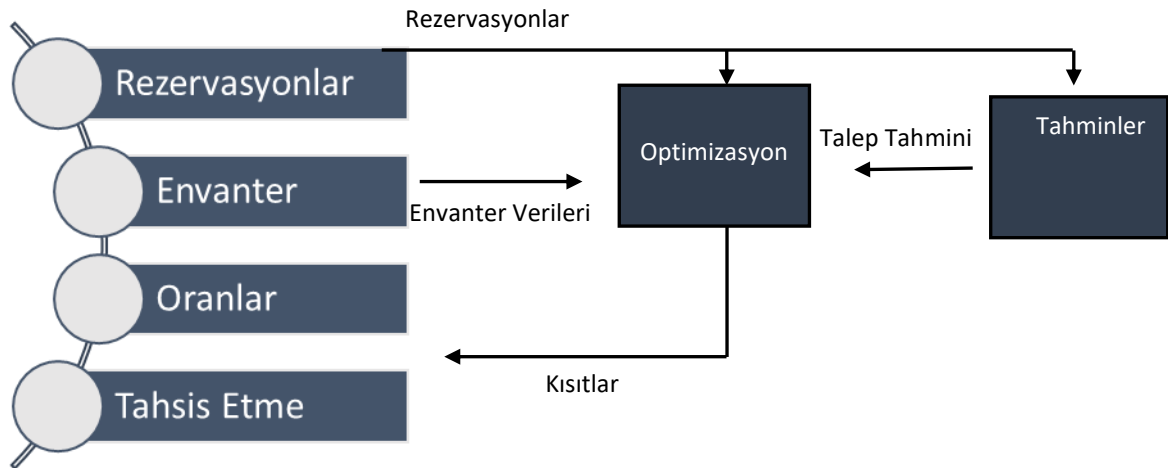 Rezervasyonlar
Rezervasyonlar
Envanter
Oranlar
Tahsis Etme
Envanter Verileri
Optimizasyon
Talep Tahmini
Tahminler
Kısıtlar